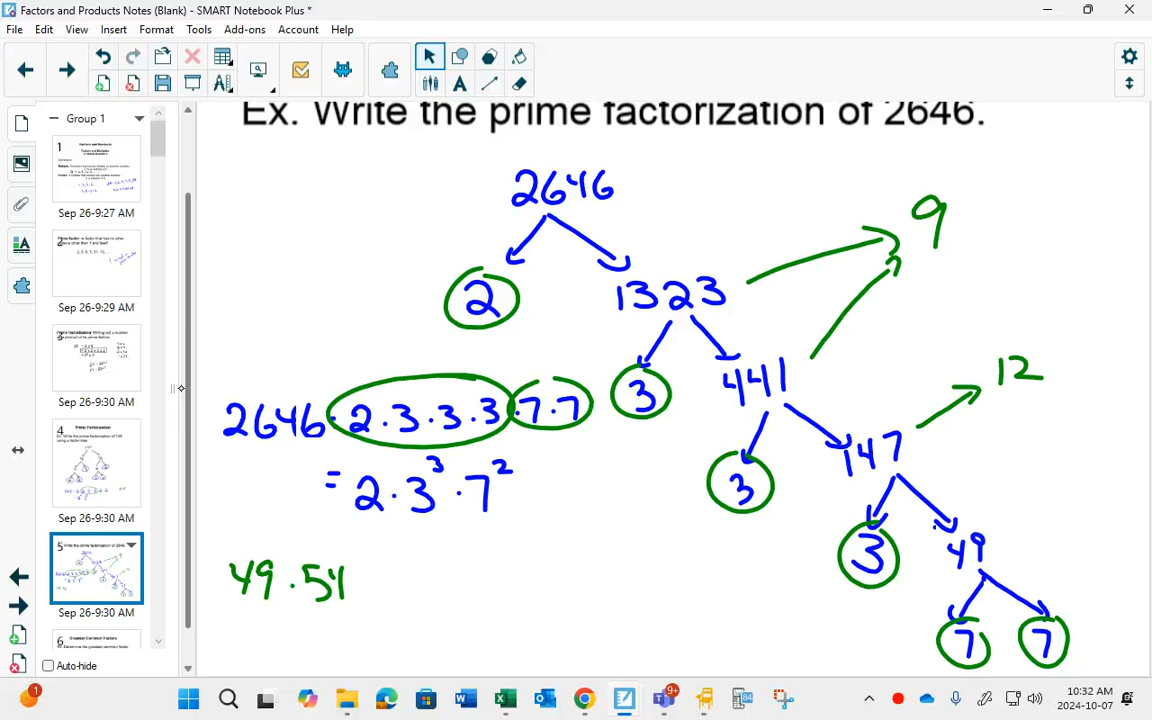 Factors and Products Notes (Blank) - SMART Notebook Plus *
File Edit View Insert Format Tools Add-ons Account Help
Group 1
Sep 26-9:27 AM
Sep 26-9:29 AM
Sep 26-9:30 AM
Sep 26-9:30 AM
Sep 26-9:30 AM
Auto-hide
Ex. Write the prime factorization of 2646.
2646
9
2 1323
3 441
12
2646 · 2 · 3 · 3 · 3 · 7 · 7
147
= 2 · 3³ · 7²
3
3 49
49 · 54
7 7
1
9+
10:32 AM
2024-10-07